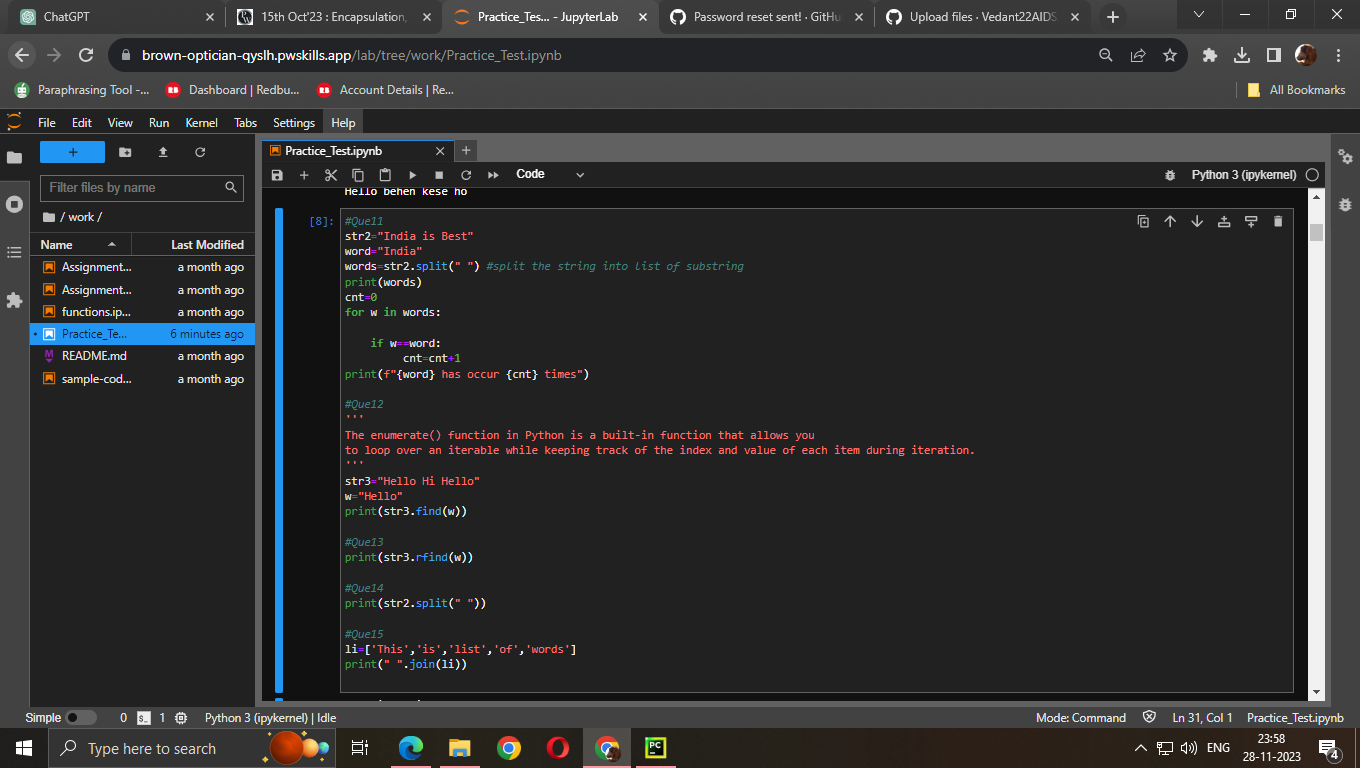 ChatGPT
15th Oct'23 : Encapsulation,
Practice_Tes... - JupyterLab
Password reset sent! · GitHu
Upload files · Vedant22AIDS
brown-optician-qyslh.pwskills.app/lab/tree/work/Practice_Test.ipynb
Paraphrasing Tool -...
Dashboard | Redbu...
Account Details | Re...
All Bookmarks
File Edit View Run Kernel Tabs Settings Help
Filter files by name
/ work /
Name Last Modified
Assignment... a month ago
Assignment... a month ago
functions.ip... a month ago
Practice_Te... 6 minutes ago
README.md a month ago
sample-cod... a month ago
Practice_Test.ipynb
Code
Python 3 (ipykernel)
Hello behen kese ho
[8]:
#Que11
str2="India is Best"
word="India"
words=str2.split(" ") #split the string into list of substring
print(words)
cnt=0
for w in words:
if w==word:
cnt=cnt+1
print(f"{word} has occur {cnt} times")
#Que12
'''
The enumerate() function in Python is a built-in function that allows you
to loop over an iterable while keeping track of the index and value of each item during iteration.
'''
str3="Hello Hi Hello"
w="Hello"
print(str3.find(w))
#Que13
print(str3.rfind(w))
#Que14
print(str2.split(" "))
#Que15
li=['This','is','list','of','words']
print(" ".join(li))
Simple 0 1 Python 3 (ipykernel) | Idle
Mode: Command Ln 31, Col 1 Practice_Test.ipynb
Type here to search
ENG
23:58
28-11-2023
4